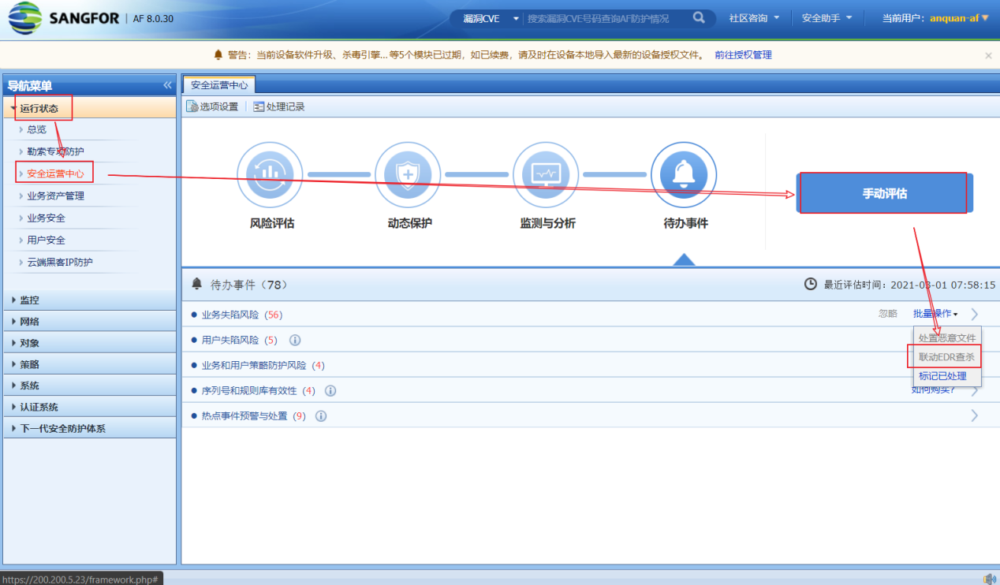 SANGFOR | AF 8.0.30
漏洞CVE 搜索漏洞CVE号码查询AF防护情况 社区咨询 安全助手 当前用户：anquan-af
警告：当前设备软件升级、杀毒引擎... 等5个模块已过期，如已续费，请及时在设备本地导入最新的设备授权文件。 前往授权管理
导航菜单
安全运营中心
运行状态
选项设置 处理记录
总览
勒索专项防护
安全运营中心
业务资产管理
业务安全
用户安全
云端黑客IP防护
监控
网络
对象
策略
系统
认证系统
下一代安全防护体系
风险评估 动态保护 监测与分析 待办事件
手动评估
待办事件（78） 最近评估时间：2021-03-01 07:58:15
业务失陷风险 (56) 忽略 批量操作
用户失陷风险 (5) 处置恶意文件
业务和用户策略防护风险 (4) 联动EDR查杀
标记已处理
序列号和规则库有效性 (4) 如何购买?
热点事件预警与处置 (9)
https://200.200.5.23/framework.php#